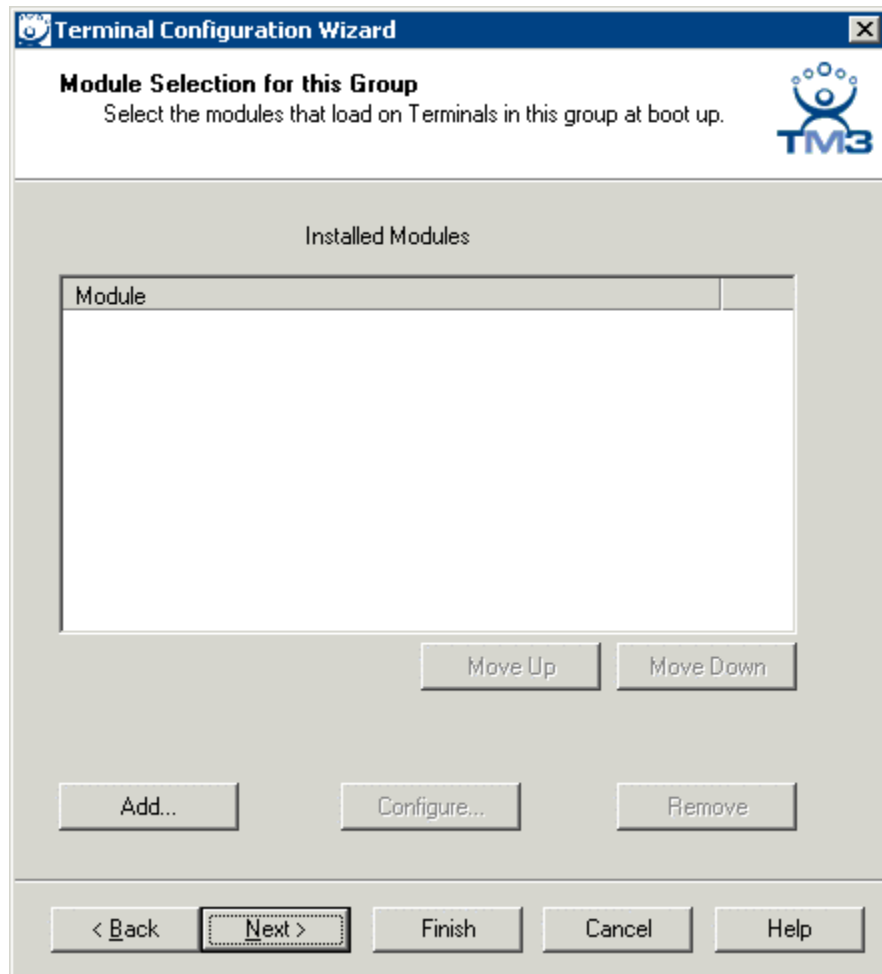 Terminal Configuration Wizard
Module Selection for this Group
Select the modules that load on Terminals in this group at boot up.
TM3
Installed Modules
Module
Move Up Move Down
Add... Configure... Remove
< Back Next > Finish Cancel Help